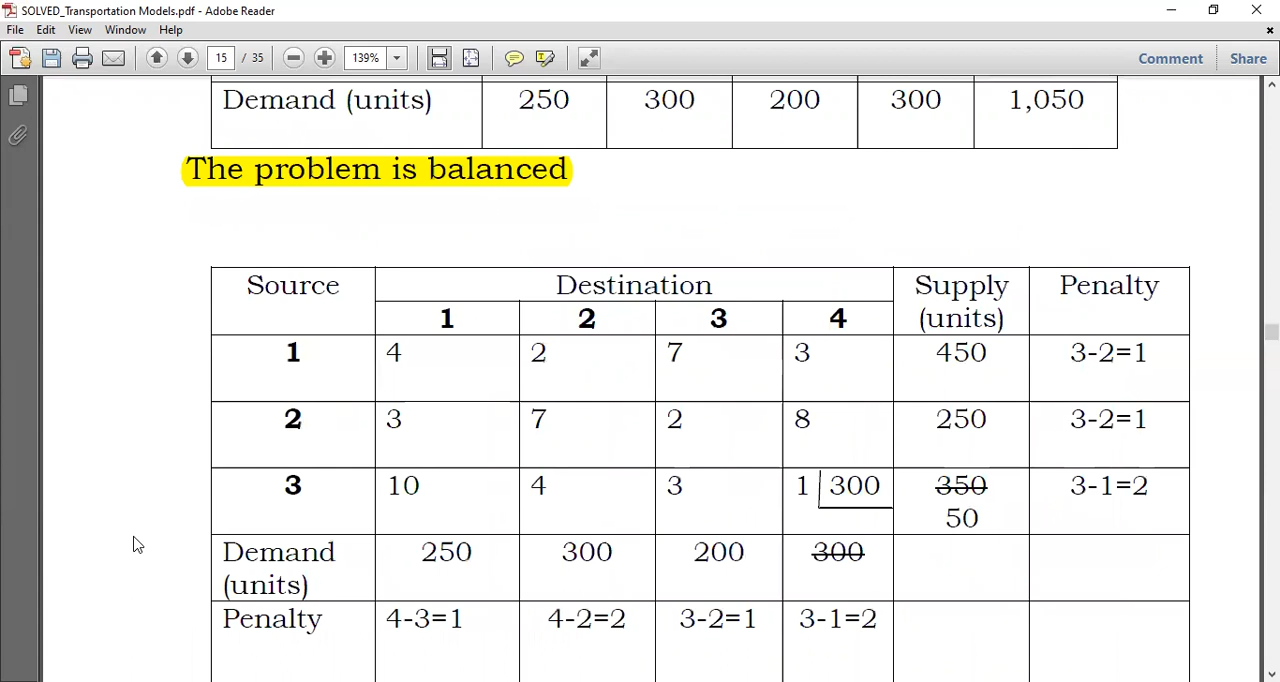 SOLVED_Transportation Models.pdf - Adobe Reader
File Edit View Window Help
15 / 35 139% Comment Share
Demand (units) 250 300 200 300 1,050
The problem is balanced
Source Destination Supply (units) Penalty
1 2 3 4
1 4 2 7 3 450 3-2=1
2 3 7 2 8 250 3-2=1
3 10 4 3 1 300 350 3-1=2
50
Demand (units) 250 300 200 300
Penalty 4-3=1 4-2=2 3-2=1 3-1=2